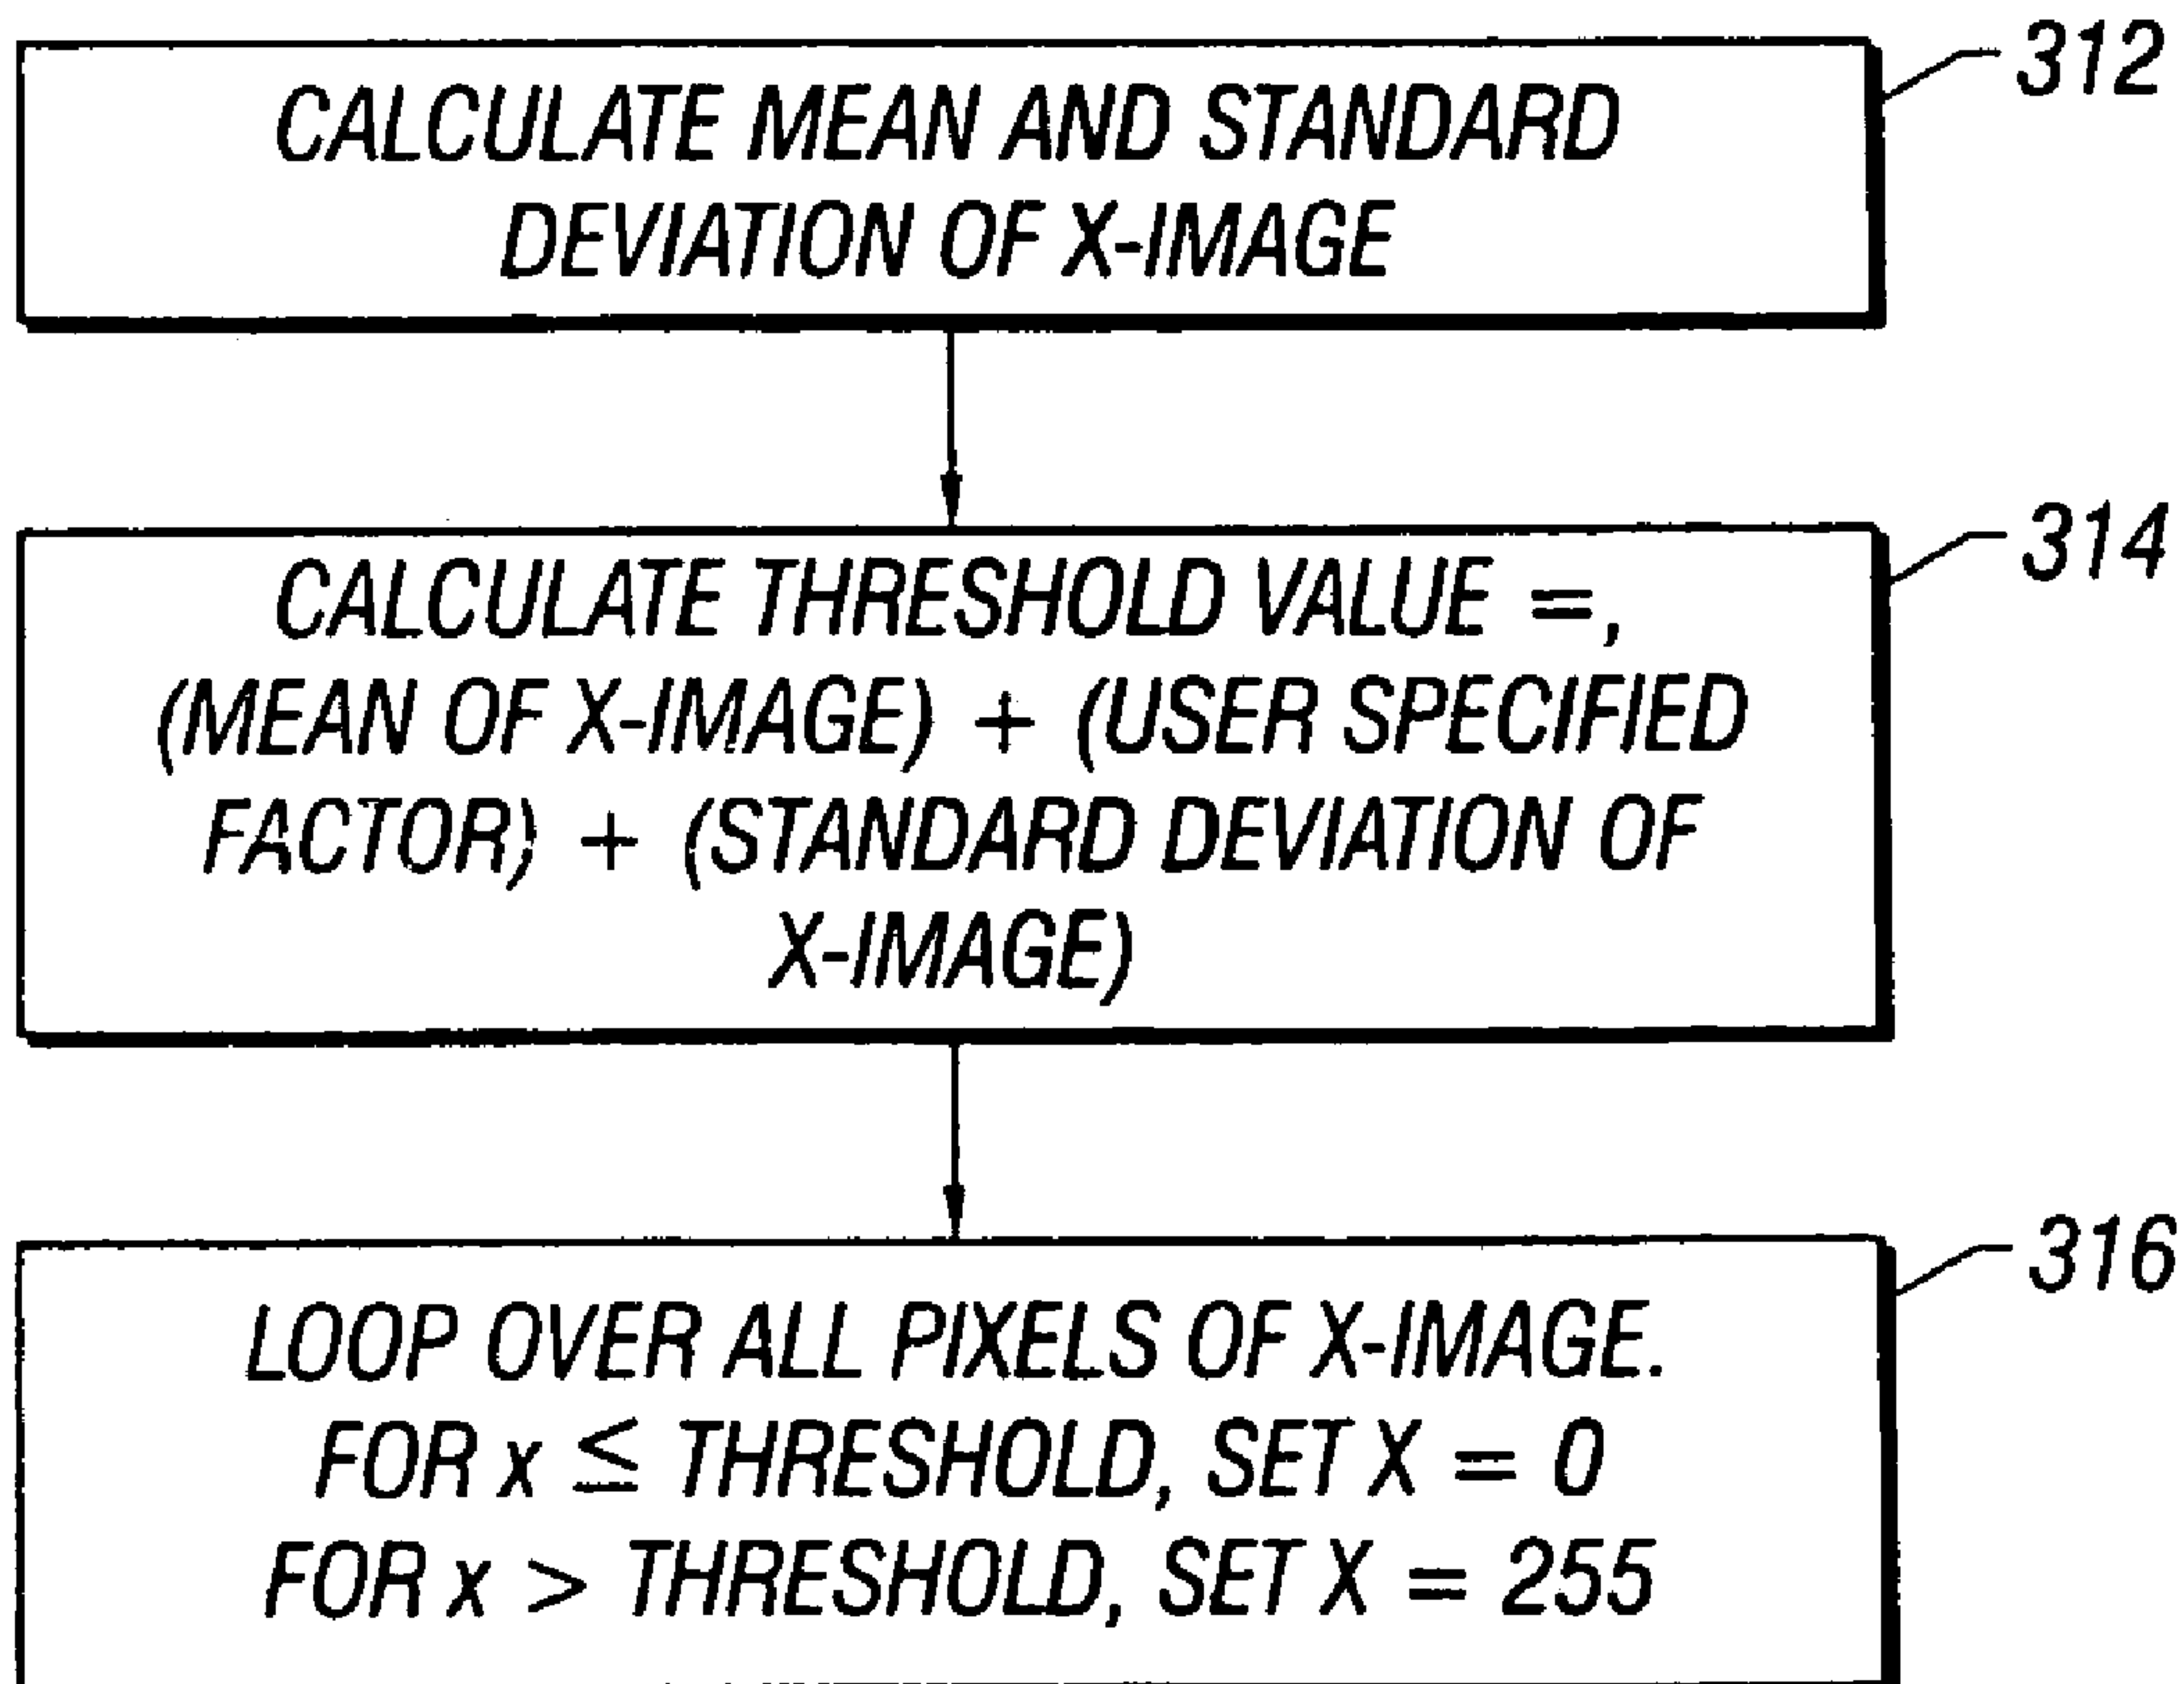 312
CALCULATE MEAN AND STANDARD
DEVIATION OF X-IMAGE
314
CALCULATE THRESHOLD VALUE =,
(MEAN OF X-IMAGE) + (USER SPECIFIED
FACTOR) + (STANDARD DEVIATION OF
X-IMAGE)
316
LOOP OVER ALL PIXELS OF X-IMAGE.
FOR x ≦ THRESHOLD, SET X = 0
FOR x > THRESHOLD, SET X = 255